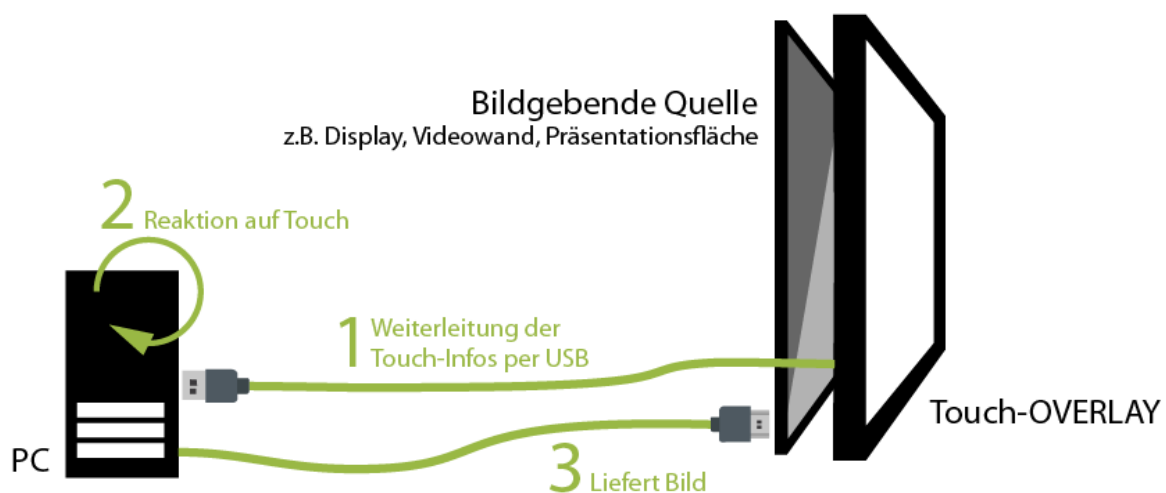 Bildgebende Quelle
z.B. Display, Videowand, Präsentationsfläche
2 Reaktion auf Touch
1 Weiterleitung der
Touch-Infos per USB
Touch-OVERLAY
PC
3 Liefert Bild